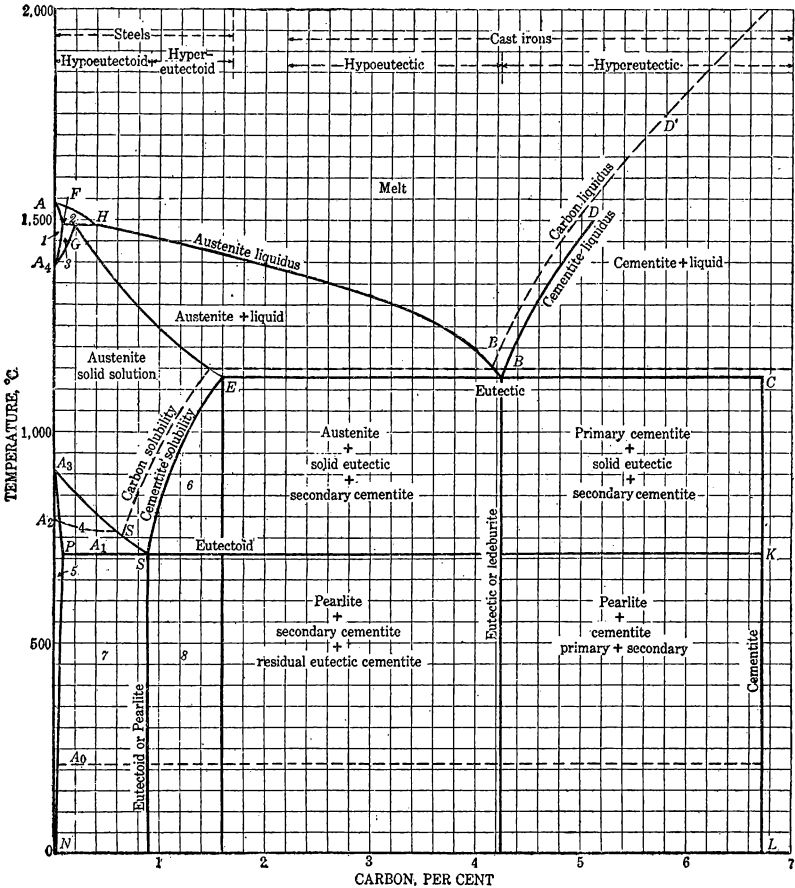 2,000
Steels
Cast irons
Hypoeutectoid
Hyper-
eutectoid
Hypoeutectic
Hypereutectic
D'
Melt
Carbon liquidus
D
Cementite liquidus
A
F
1,500
2
H
1
G
A4
3
Austenite liquidus
Cementite + liquid
Austenite + liquid
B'
B
Austenite
solid solution
E
Eutectic
C
TEMPERATURE, °C.
Carbon solubility
Cementite solubility
1,000
Austenite
+
solid eutectic
+
secondary cementite
Primary cementite
+
solid eutectic
+
secondary cementite
A3
6
A2
4
S'
P
A1
S
Eutectoid
K
5
Eutectic or ledeburite
Pearlite
+
secondary cementite
+
residual eutectic cementite
Pearlite
+
cementite
primary + secondary
500
7
8
Eutectoid or Pearlite
Cementite
A0
0
N
L
1
2
3
4
5
6
7
CARBON, PER CENT